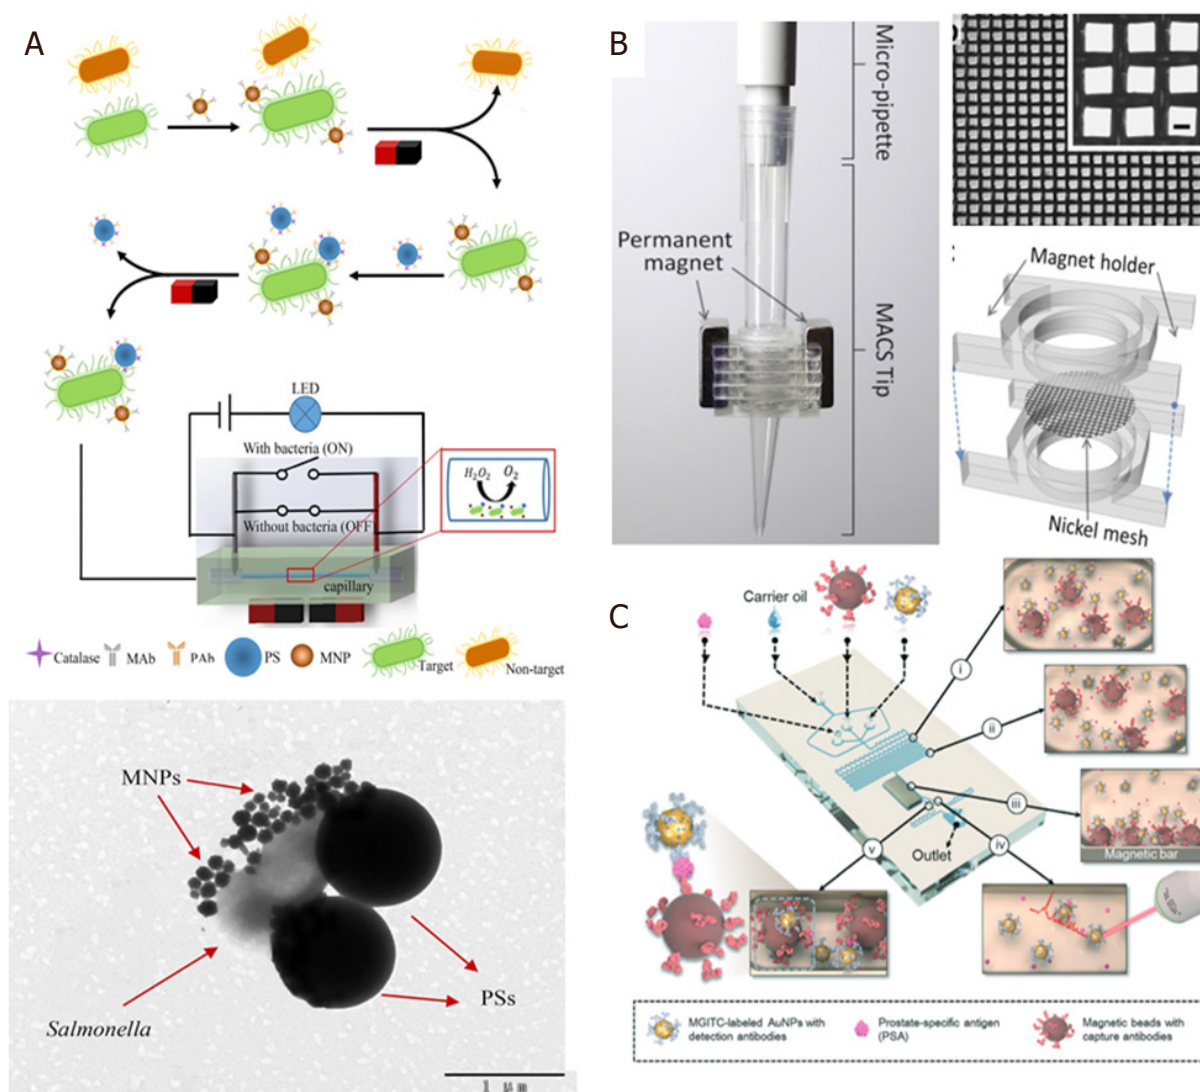 A
LED
With bacteria (ON)
Without bacteria (OFF)
H₂O₂ O₂
capillary
Catalase MAb PAb PS MNP Target Non-target
MNPs
Salmonella
PSs
1 μm
B
Micro-pipette
Permanent
magnet
MACS Tip
Magnet holder
Nickel mesh
C
Carrier oil
i
ii
iii
Magnetic bar
iv
v
Outlet
MGITC-labeled AuNPs with
detection antibodies
Prostate-specific antigen
(PSA)
Magnetic beads with
capture antibodies